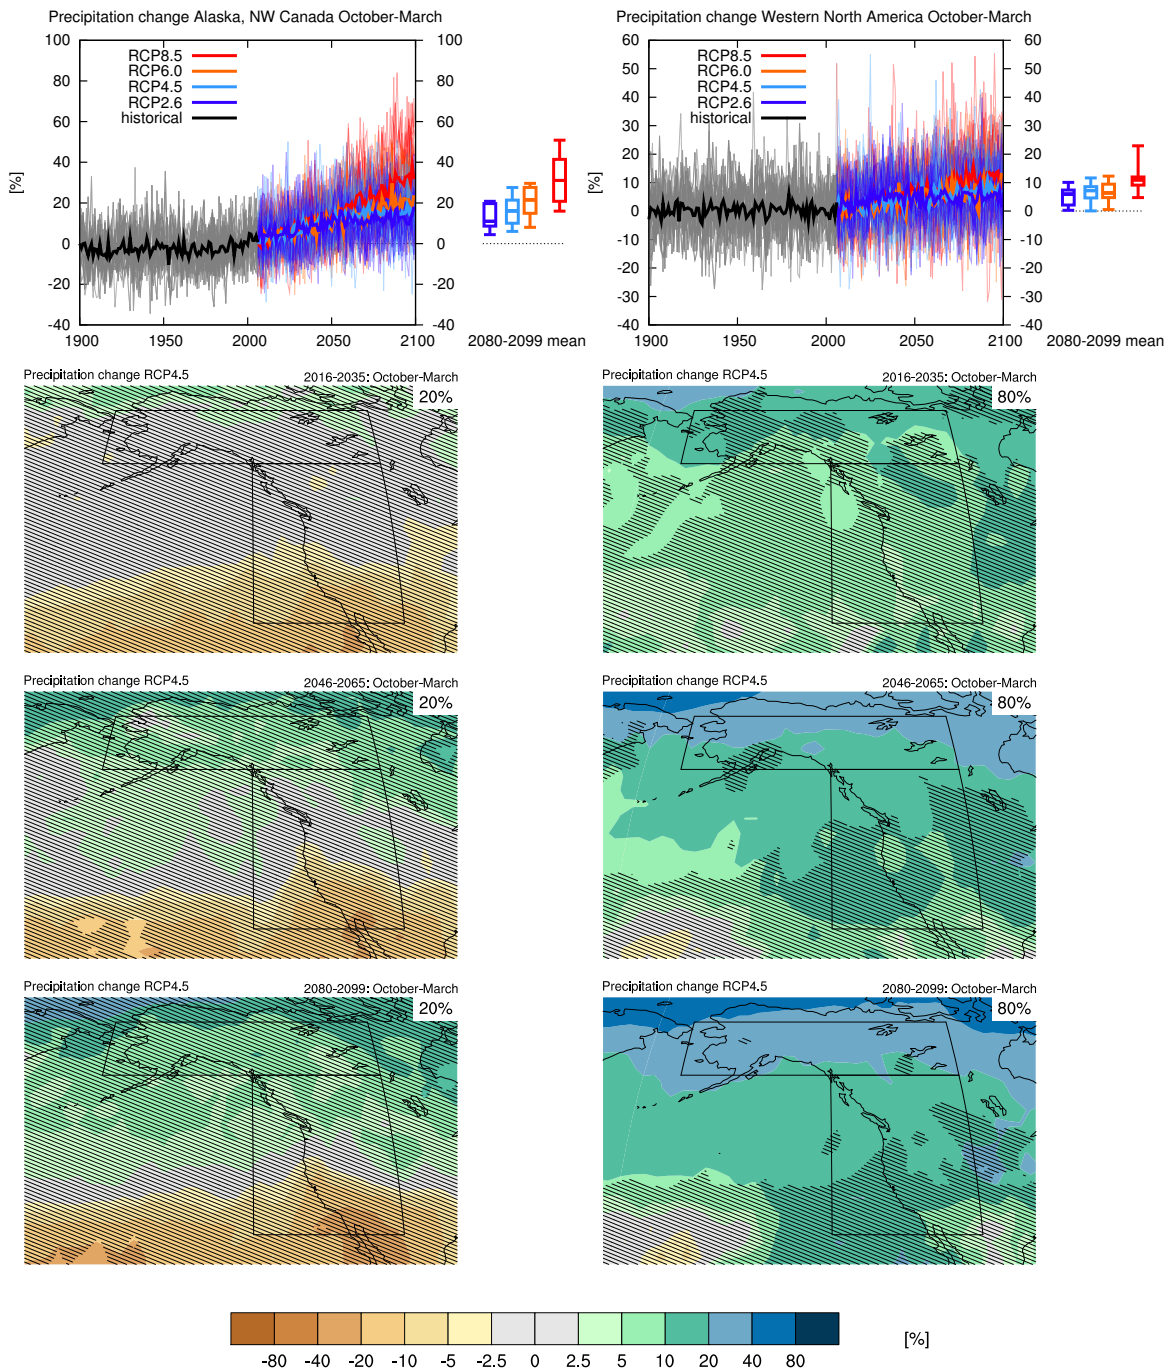 Precipitation change Alaska, NW Canada October-March
Precipitation change Western North America October-March
100
80
60
40
20
0
-20
-40
[%]
RCP8.5
RCP6.0
RCP4.5
RCP2.6
historical
100
80
60
40
20
0
-20
-40
1900 1950 2000 2050 2100
2080-2099 mean
60
50
40
30
20
10
0
-10
-20
-30
-40
[%]
RCP8.5
RCP6.0
RCP4.5
RCP2.6
historical
60
50
40
30
20
10
0
-10
-20
-30
-40
1900 1950 2000 2050 2100
2080-2099 mean
Precipitation change RCP4.5 2016-2035: October-March
20%
Precipitation change RCP4.5 2016-2035: October-March
80%
Precipitation change RCP4.5 2046-2065: October-March
20%
Precipitation change RCP4.5 2046-2065: October-March
80%
Precipitation change RCP4.5 2080-2099: October-March
20%
Precipitation change RCP4.5 2080-2099: October-March
80%
[%]
-80 -40 -20 -10 -5 -2.5 0 2.5 5 10 20 40 80